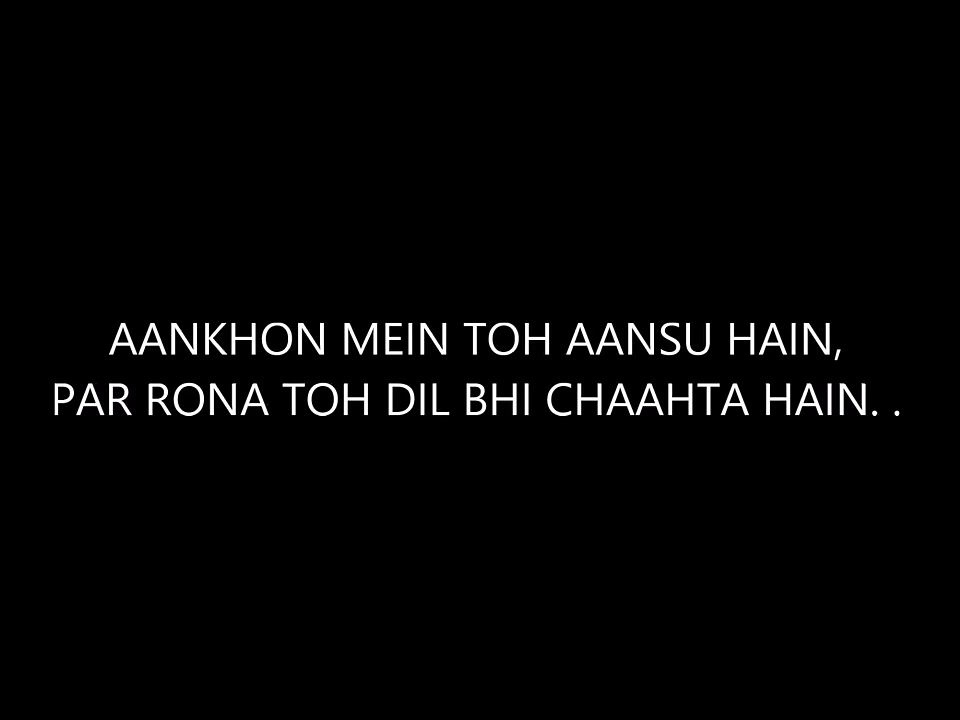 AANKHON MEIN TOH AANSU HAIN,
PAR RONA TOH DIL BHI CHAAHTA HAIN. .